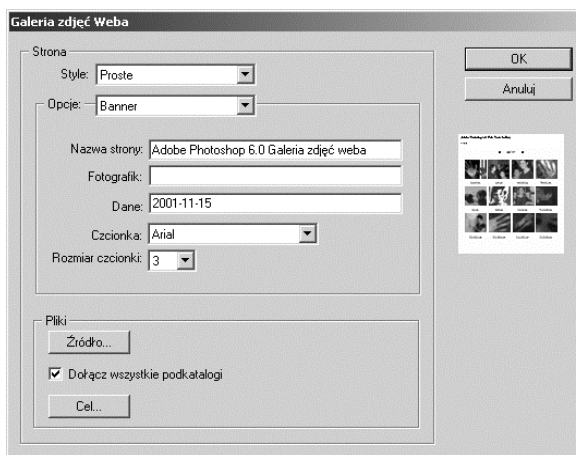 Galeria zdjęć Weba
Strona
Style: Proste
Opcje: Banner
Nazwa strony: Adobe Photoshop 6.0 Galeria zdjęć weba
Fotografik:
Dane: 2001-11-15
Czcionka: Arial
Rozmiar czcionki: 3
Pliki
Źródło...
Dołącz wszystkie podkatalogi
Cel...
OK
Anuluj